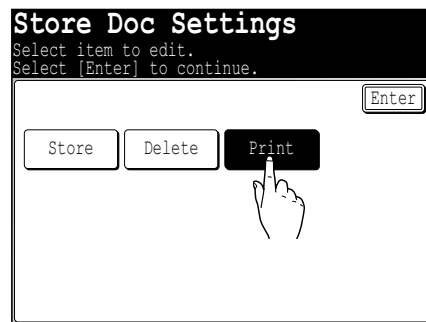 Store Doc Settings
Select item to edit.
Select [Enter] to continue.
Enter
Store Delete Print